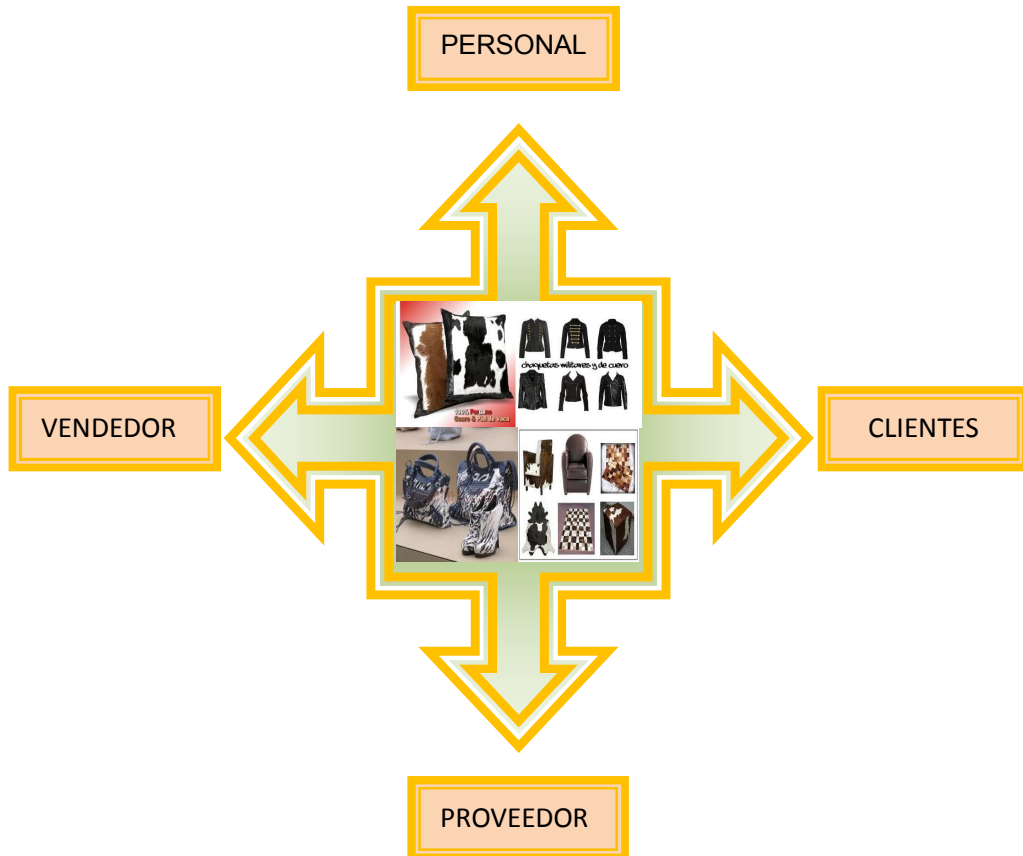 PERSONAL
chaquetas militares y de cuero
VENDEDOR
CLIENTES
PROVEEDOR